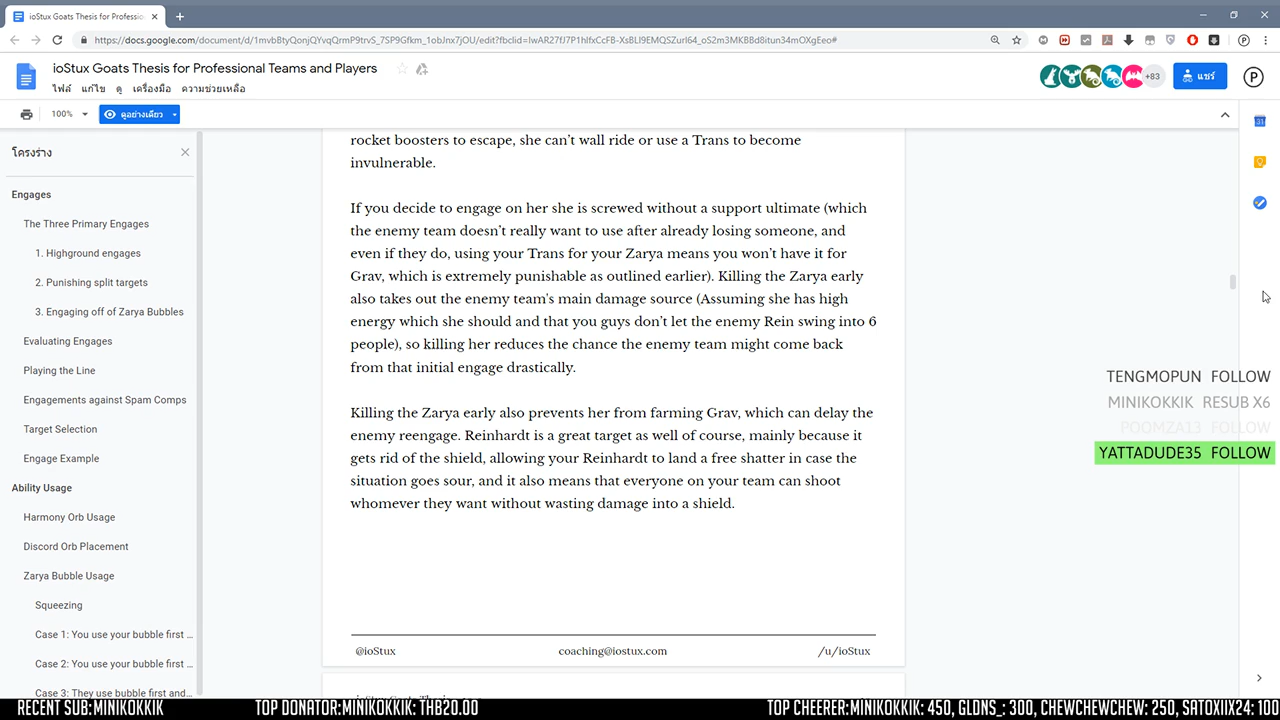 ioStux Goats Thesis for Professio
https://docs.google.com/document/d/1mvbBtyQonjQYvqQrmP9trvS_7SP9Gfkm_1obJnx7jOU/edit?fbclid=IwAR27fJ7P1hIfxCcFB-XsBLl9EMQSZurl64_oS2m3MKBBd8itun34mOXgEeo#
ioStux Goats Thesis for Professional Teams and Players
ไฟล์ แก้ไข ดู เครื่องมือ ความช่วยเหลือ
+83
แชร์
P
100%
ดูอย่างเดียว
โครงร่าง
Engages
The Three Primary Engages
1. Highground engages
2. Punishing split targets
3. Engaging off of Zarya Bubbles
Evaluating Engages
Playing the Line
Engagements against Spam Comps
Target Selection
Engage Example
Ability Usage
Harmony Orb Usage
Discord Orb Placement
Zarya Bubble Usage
Squeezing
Case 1: You use your bubble first ...
Case 2: You use your bubble first ...
Case 3: They use bubble first and...
rocket boosters to escape, she can't wall ride or use a Trans to become
invulnerable.
If you decide to engage on her she is screwed without a support ultimate (which
the enemy team doesn't really want to use after already losing someone, and
even if they do, using your Trans for your Zarya means you won't have it for
Grav, which is extremely punishable as outlined earlier). Killing the Zarya early
also takes out the enemy team's main damage source (Assuming she has high
energy which she should and that you guys don't let the enemy Rein swing into 6
people), so killing her reduces the chance the enemy team might come back
from that initial engage drastically.
Killing the Zarya early also prevents her from farming Grav, which can delay the
enemy reengage. Reinhardt is a great target as well of course, mainly because it
gets rid of the shield, allowing your Reinhardt to land a free shatter in case the
situation goes sour, and it also means that everyone on your team can shoot
whomever they want without wasting damage into a shield.
@ioStux coaching@iostux.com /u/ioStux
ioStux Goats Thesis
TENGMOPUN FOLLOW
MINIKOKKIK RESUB X6
POOMZA13 FOLLOW
YATTADUDE35 FOLLOW
RECENT SUB:MINIKOKKIK TOP DONATOR:MINIKOKKIK: THB20.00 TOP CHEERER:MINIKOKKIK: 450, GLDNS_: 300, CHEWCHEWCHEW: 250, SATOXIIX24: 100